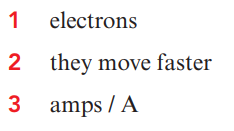 1 electrons
2 they move faster
3 amps / A